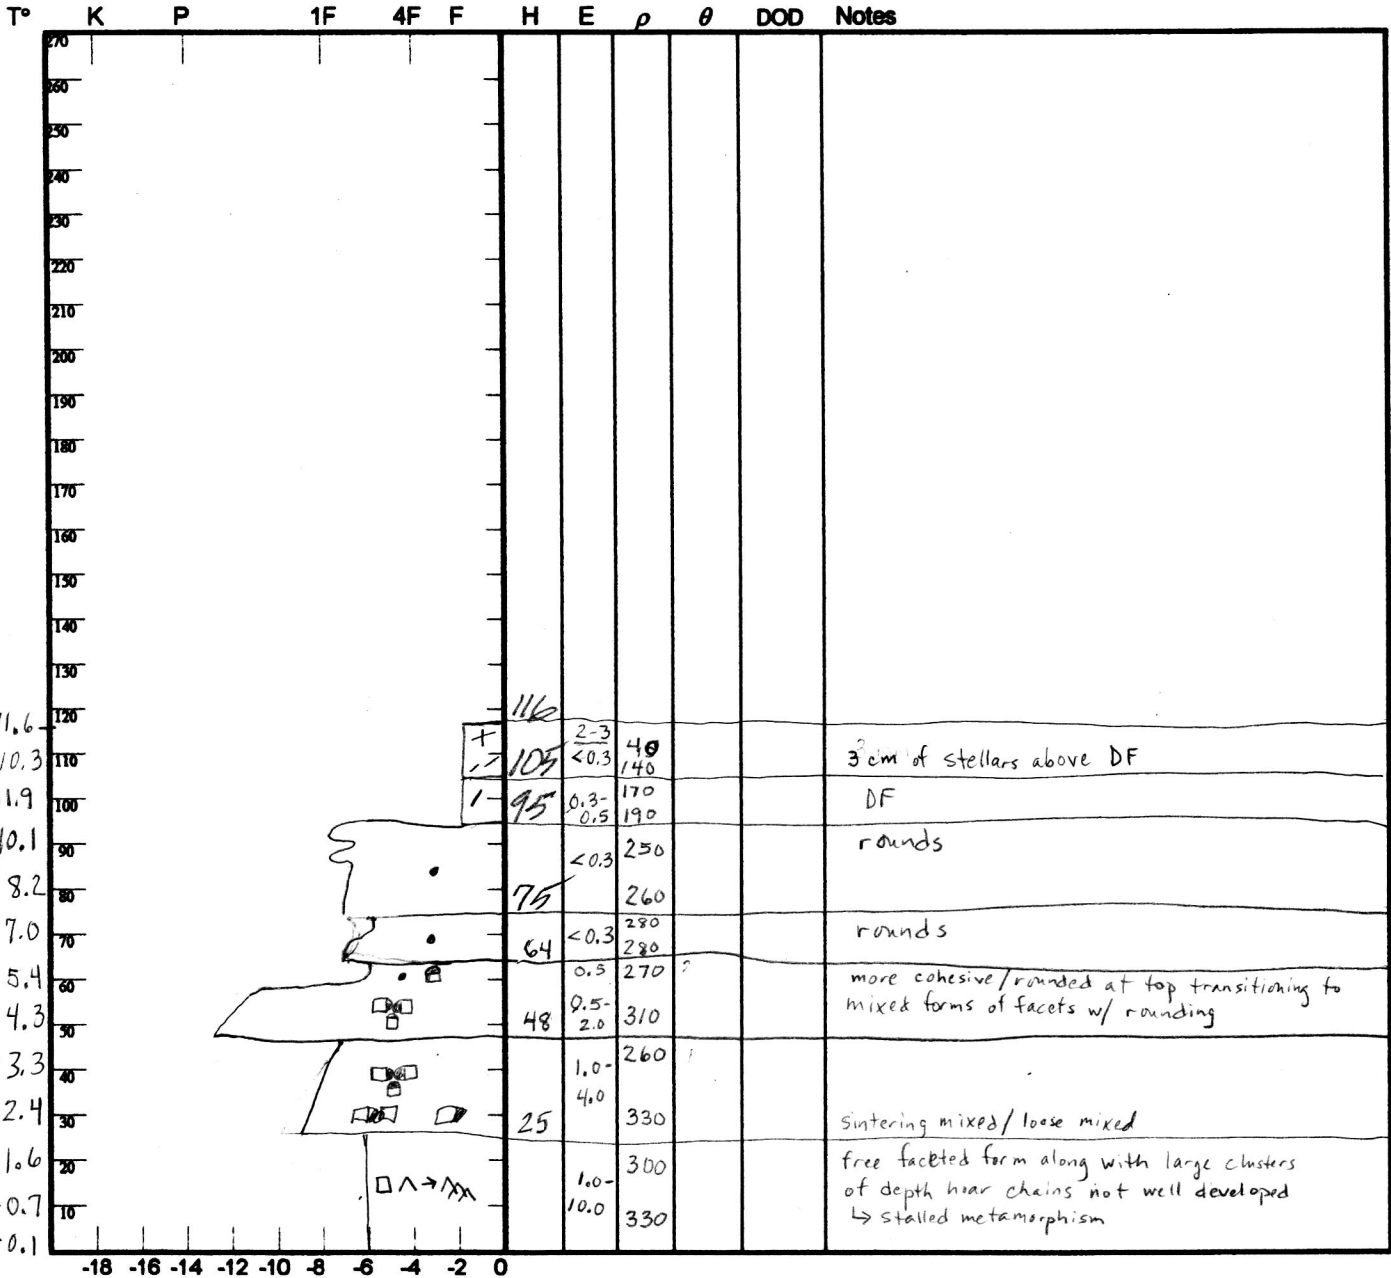 T° K P 1F 4F F H E ρ θ DOD Notes
270
260
250
240
230
220
210
200
190
180
170
160
150
140
130
120
116
1.6
2-3
+
40
0.3 110 105 <0.3 140 3 cm of stellars above DF
170
1.9 100 95 0.3- DF
0.5 190
0.1 90 250 rounds
<0.3
8.2 80 75 260
280
7.0 70 <0.3 rounds
64 280
5.4 0.5 270 ?
60 more cohesive/rounded at top transitioning to
4.3 0.5- mixed forms of facets w/ rounding
50 48 2.0 310
260
3.3 40 1.0-
4.0
2.4 30 25 330 sintering mixed/loose mixed
1.6 20 300 free faceted form along with large clusters
□ ∧ → 1.0- of depth hoar chains not well developed
0.7 10 10.0 330 ↳ stalled metamorphism
0.1
-18 -16 -14 -12 -10 -8 -6 -4 -2 0